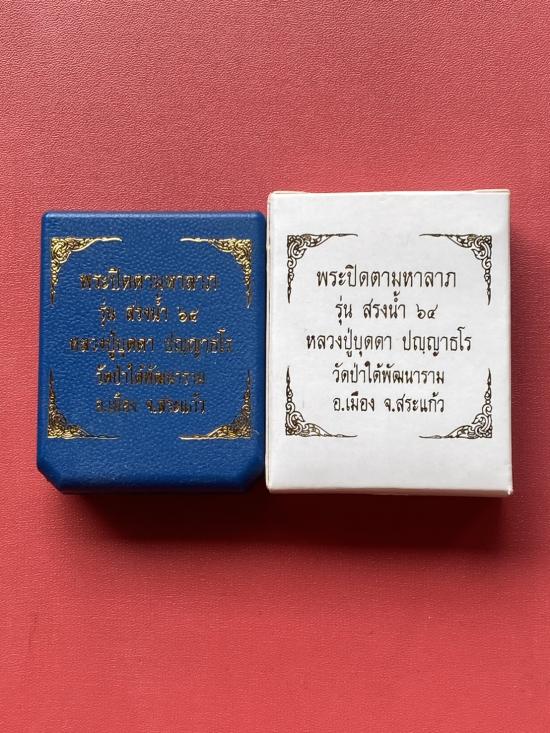 พระปิดตามหาลาภ
รุ่น สรงน้ำ ๖๔
หลวงปู่บุดดา ปญฺญาธโร
วัดป่าใต้พัฒนาราม
อ.เมือง จ.สระแก้ว
พระปิดตามหาลาภ
รุ่น สรงน้ำ ๖๔
หลวงปู่บุดดา ปญฺญาธโร
วัดป่าใต้พัฒนาราม
อ.เมือง จ.สระแก้ว